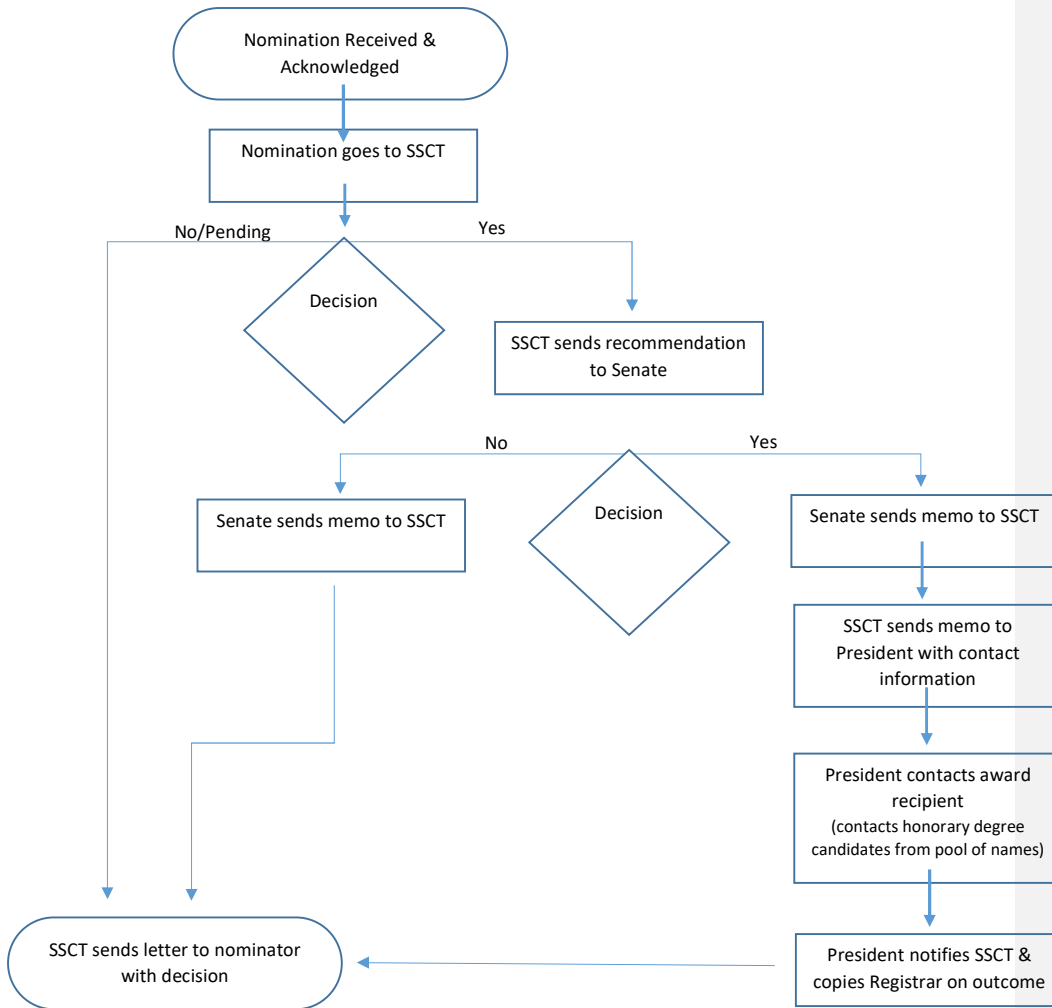 Nomination Received &
Acknowledged
Nomination goes to SSCT
No/Pending
Yes
Decision
SSCT sends recommendation
to Senate
No
Yes
Senate sends memo to SSCT
Decision
Senate sends memo to SSCT
SSCT sends memo to
President with contact
information
President contacts award
recipient
(contacts honorary degree
candidates from pool of names)
SSCT sends letter to nominator
with decision
President notifies SSCT &
copies Registrar on outcome